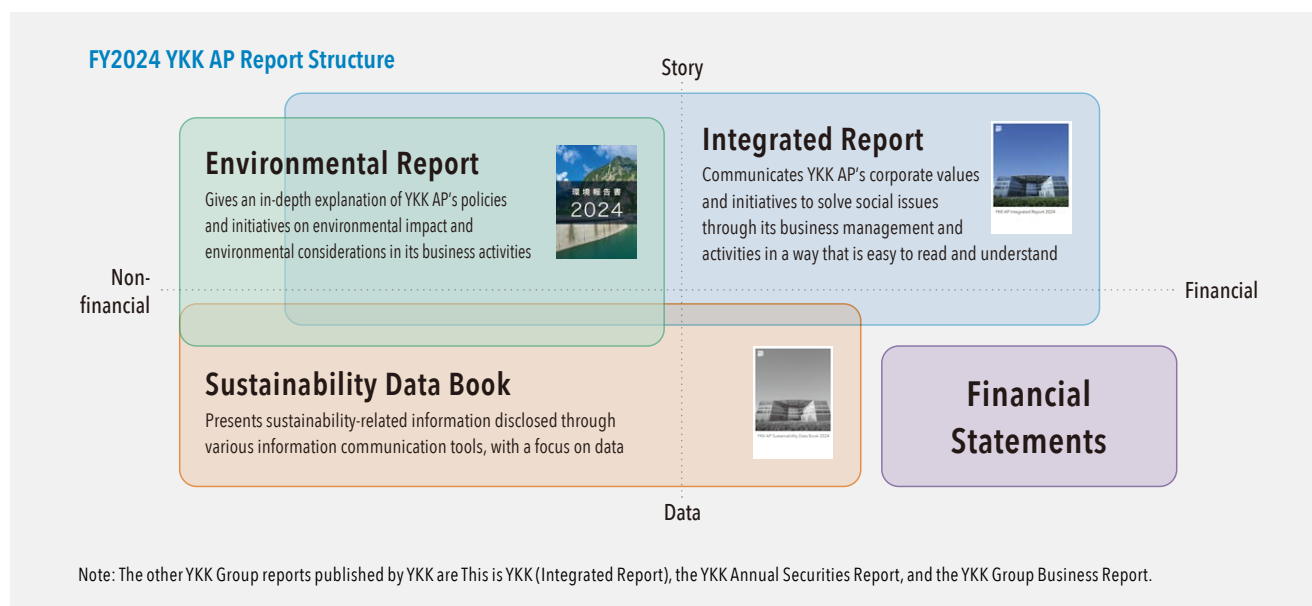 FY2024 YKK AP Report Structure
Story
Environmental Report
Gives an in-depth explanation of YKK AP's policies
and initiatives on environmental impact and
environmental considerations in its business activities
環境報告書
2024
Integrated Report
Communicates YKK AP's corporate values
and initiatives to solve social issues
through its business management and
activities in a way that is easy to read and understand
YKK AP Integrated Report 2024
Non-
financial
Financial
Sustainability Data Book
Presents sustainability-related information disclosed through
various information communication tools, with a focus on data
YKK AP Sustainability Data Book 2024
Financial
Statements
Data
Note: The other YKK Group reports published by YKK are This is YKK (Integrated Report), the YKK Annual Securities Report, and the YKK Group Business Report.